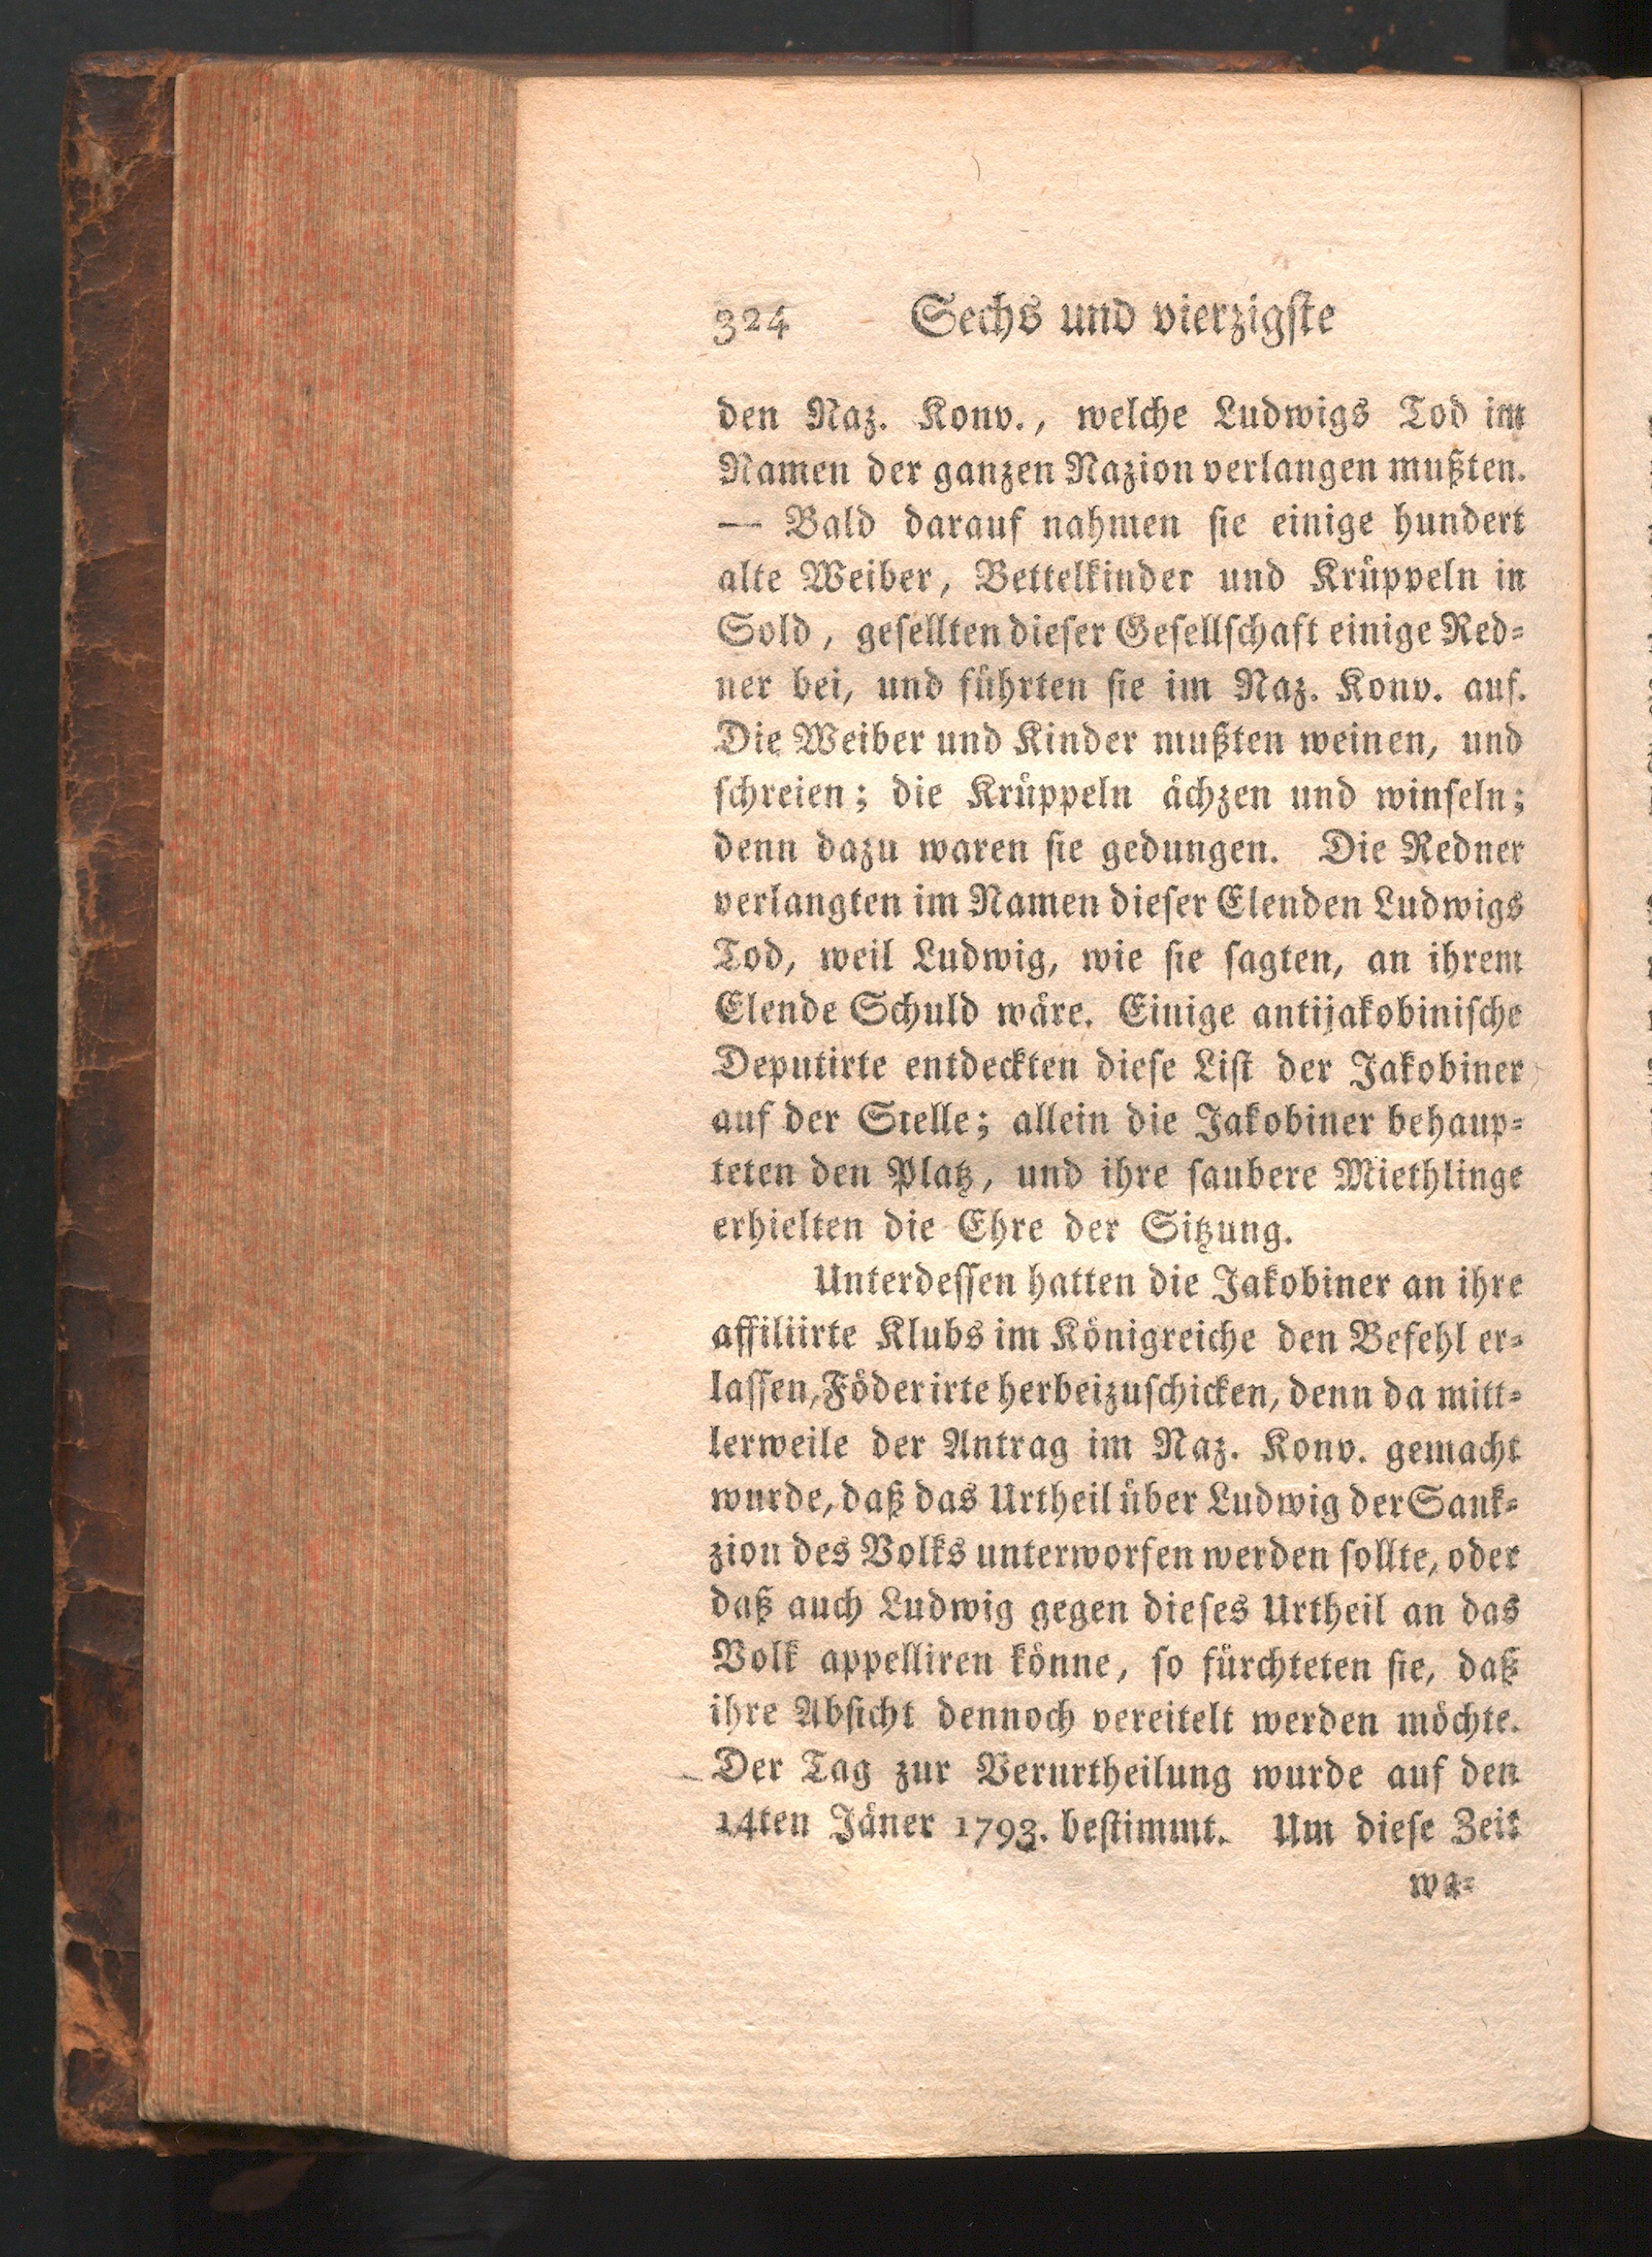 324 Sechs und vierzigste
den Naz. Konv., welche Ludwigs Tod im
Namen der ganzen Nazion verlangen mußten.
— Bald darauf nahmen sie einige hundert
alte Weiber, Bettelkinder und Krüppeln in
Sold, gesellten dieser Gesellschaft einige Red-
ner bei, und führten sie im Naz. Konv. auf.
Die Weiber und Kinder mußten weinen, und
schreien; die Krüppeln ächzen und winseln;
denn dazu waren sie gedungen. Die Redner
verlangten im Namen dieser Elenden Ludwigs
Tod, weil Ludwig, wie sie sagten, an ihrem
Elende Schuld wäre. Einige antijakobinische
Deputirte entdeckten diese List der Jakobiner
auf der Stelle; allein die Jakobiner behaup-
teten den Platz, und ihre saubere Miethlinge
erhielten die Ehre der Sitzung.
Unterdessen hatten die Jakobiner an ihre
affiliirte Klubs im Königreiche den Befehl er-
lassen, Föderirte herbeizuschicken, denn da mitt-
lerweile der Antrag im Naz. Konv. gemacht
wurde, daß das Urtheil über Ludwig der Sank-
zion des Volks unterworfen werden sollte, oder
daß auch Ludwig gegen dieses Urtheil an das
Volk appelliren könne, so fürchteten sie, daß
ihre Absicht dennoch vereitelt werden möchte.
Der Tag zur Verurtheilung wurde auf den
14ten Jäner 1793. bestimmt. Um diese Zeit
wa-